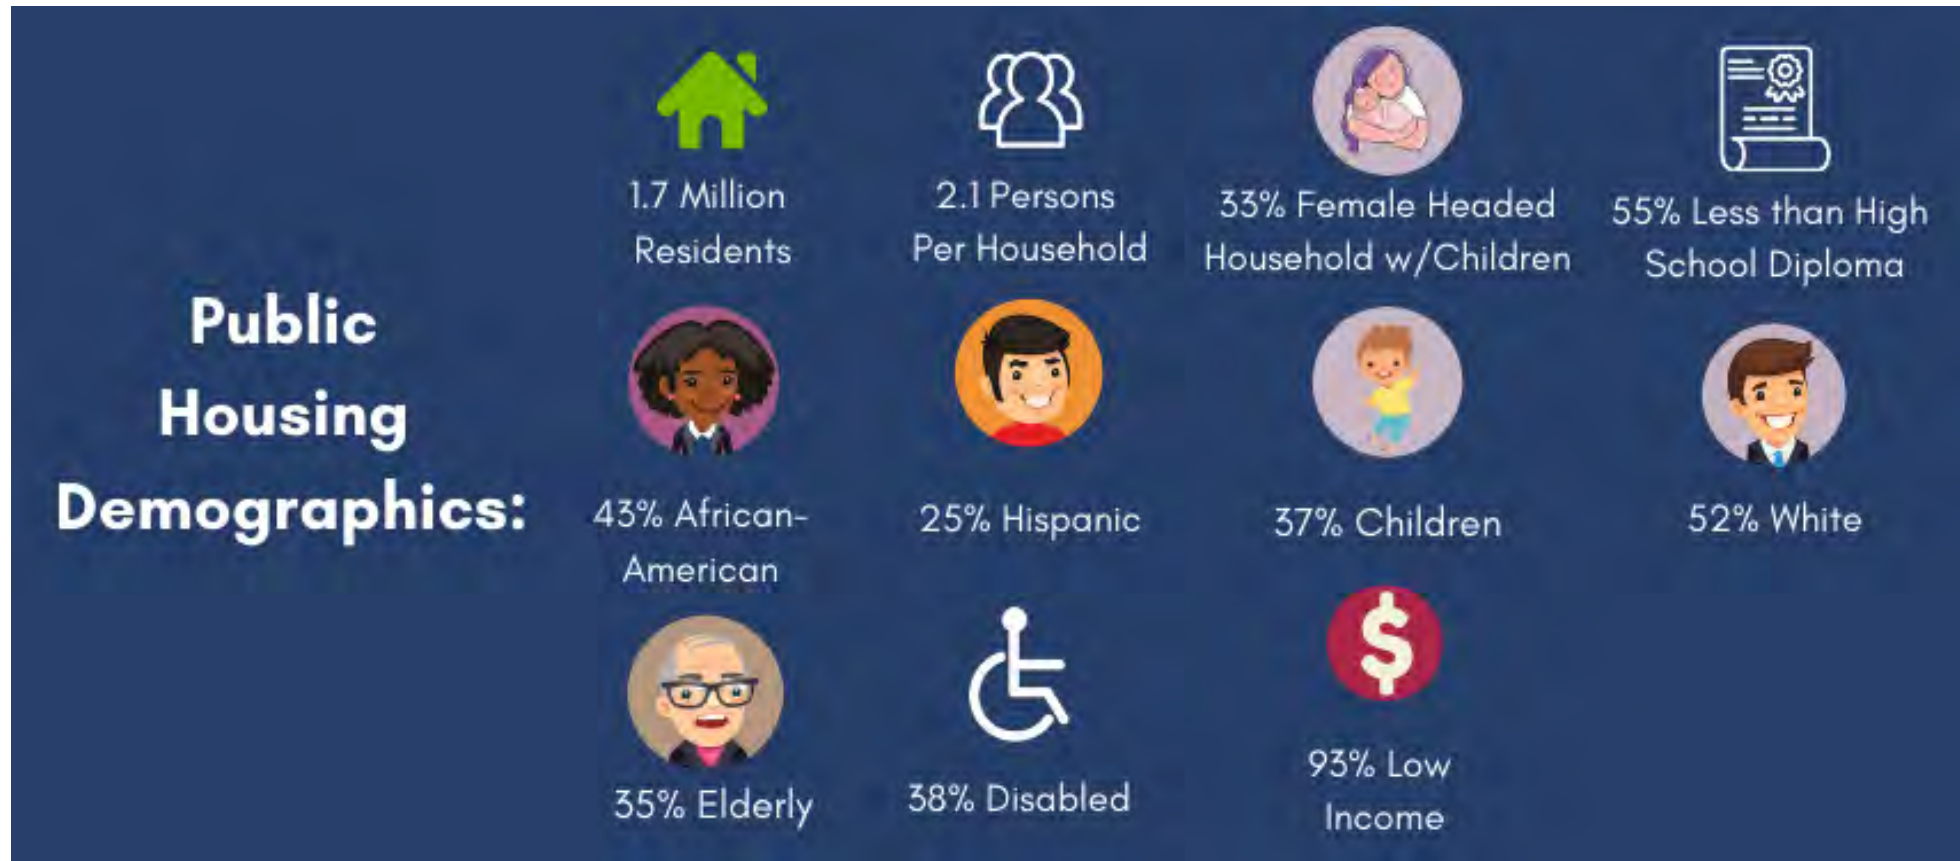 Public
Housing
Demographics:
1.7 Million
Residents
2.1 Persons
Per Household
33% Female Headed
Household w/Children
55% Less than High
School Diploma
43% African-
American
25% Hispanic
37% Children
52% White
35% Elderly
38% Disabled
$
93% Low
Income